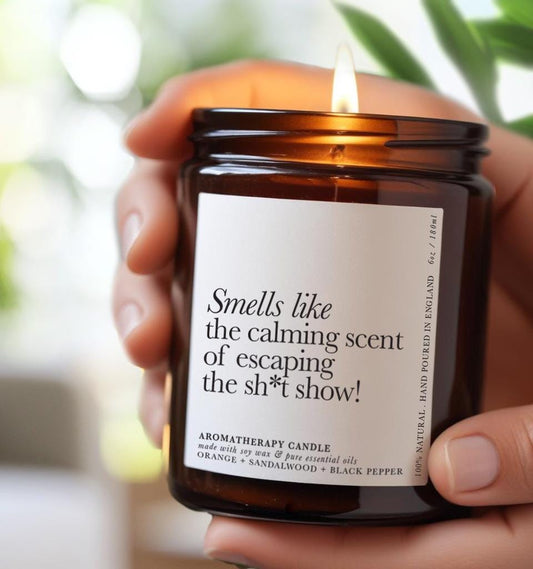 Smells like
the calming scent
of escaping
the sh*t show!
AROMATHERAPY CANDLE
made with soy wax & pure essential oils
ORANGE + SANDALWOOD + BLACK PEPPER
100% NATURAL . HAND POURED IN ENGLAND 6oz / 180ml